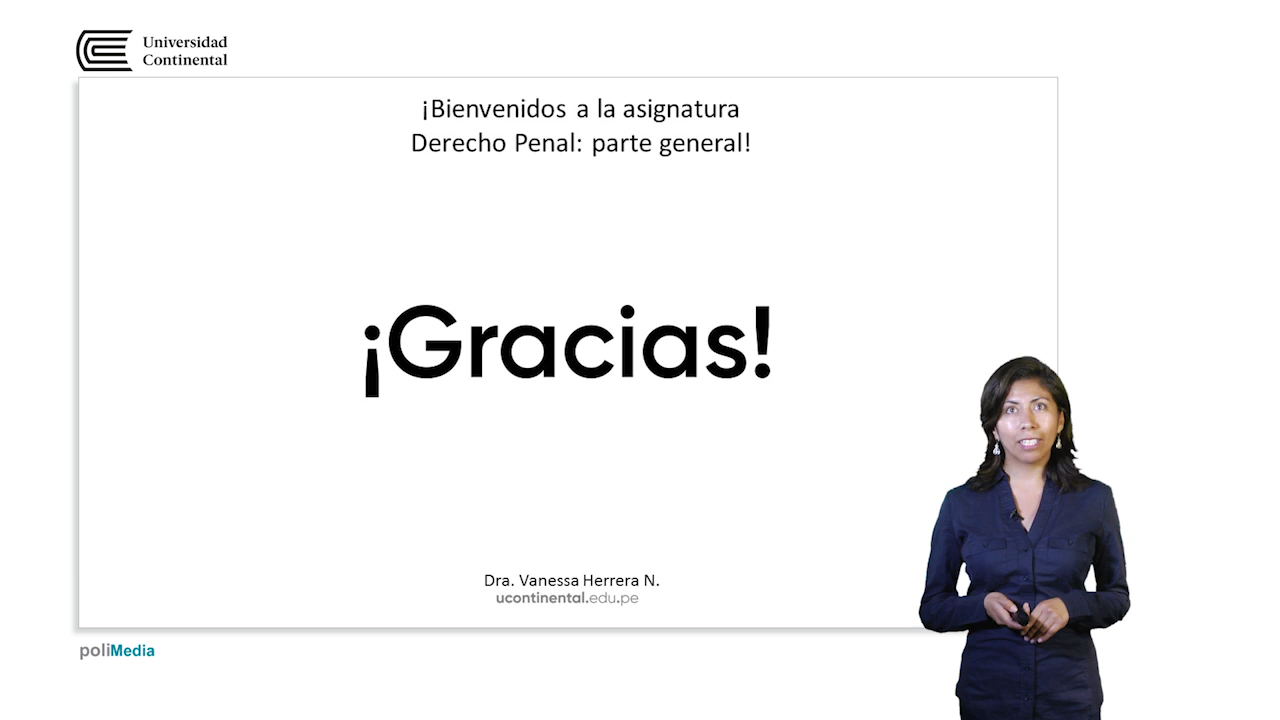 Universidad
Continental
¡Bienvenidos a la asignatura
Derecho Penal: parte general!
¡Gracias!
Dra. Vanessa Herrera N.
ucontinental.edu.pe
poliMedia